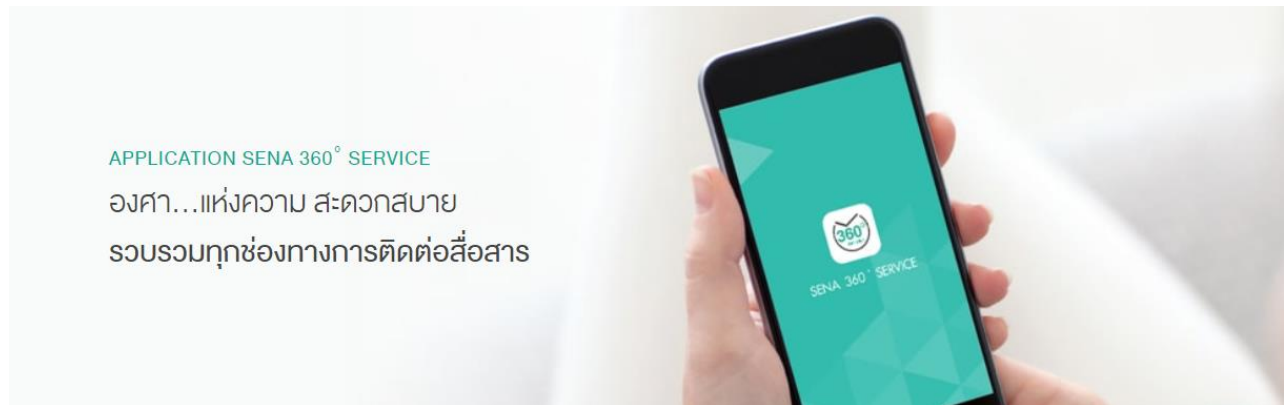 APPLICATION SENA 360° SERVICE
องศา...แห่งความ สะดวกสบาย
รวบรวมทุกช่องทางการติดต่อสื่อสาร
360°
SENA 360° SERVICE